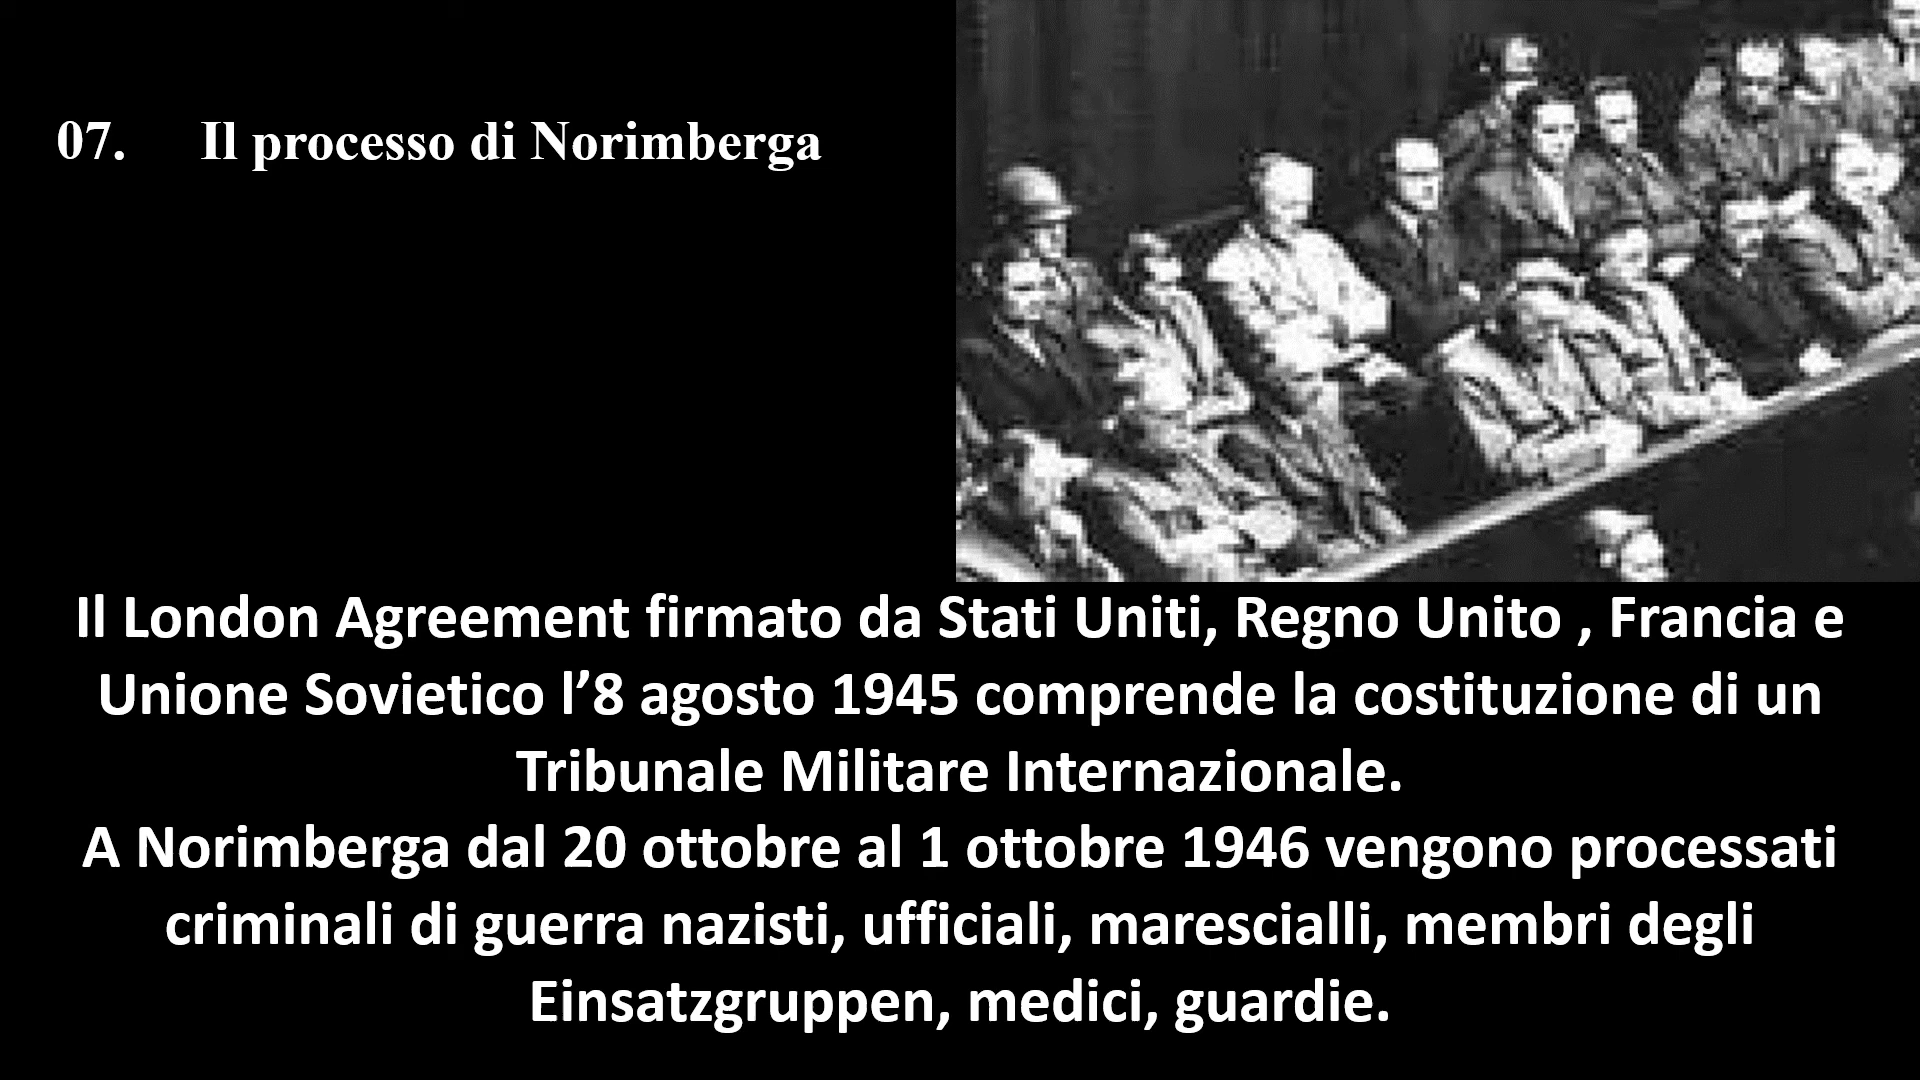 07. Il processo di Norimberga
Il London Agreement firmato da Stati Uniti, Regno Unito , Francia e
Unione Sovietico l’8 agosto 1945 comprende la costituzione di un
Tribunale Militare Internazionale.
A Norimberga dal 20 ottobre al 1 ottobre 1946 vengono processati
criminali di guerra nazisti, ufficiali, marescialli, membri degli
Einsatzgruppen, medici, guardie.